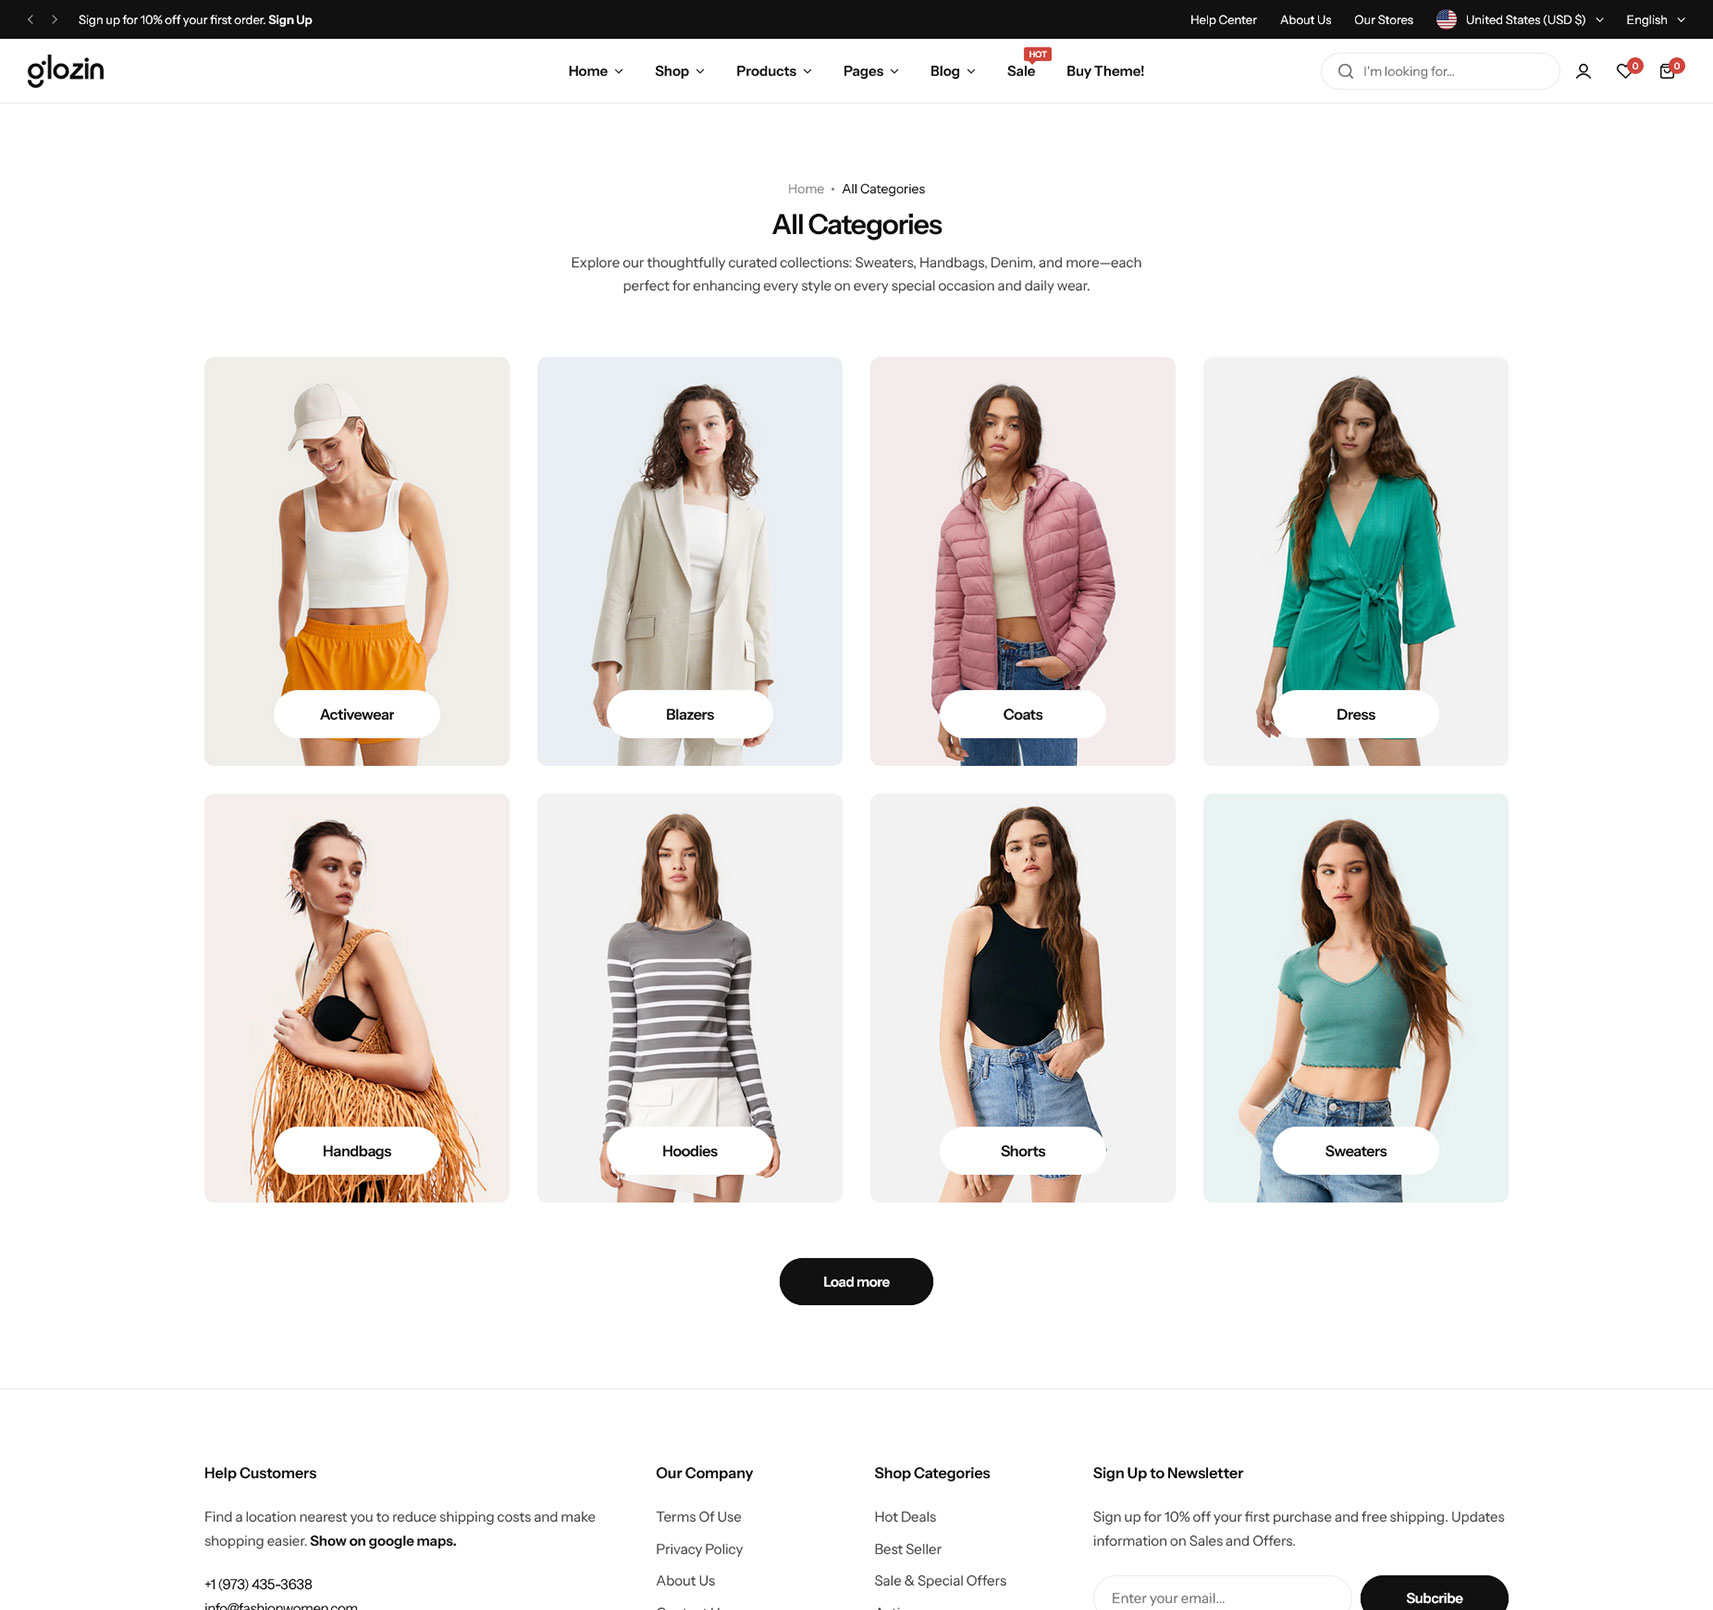 Sign up for 10% off your first order. Sign Up
Help Center
About Us
Our Stores
United States (USD $)
English
glozin
Home
Shop
Products
Pages
Blog
Sale
HOT
Buy Theme!
I'm looking for...
0
0
Home • All Categories
All Categories
Explore our thoughtfully curated collections: Sweaters, Handbags, Denim, and more—each
perfect for enhancing every style on every special occasion and daily wear.
Activewear
Blazers
Coats
Dress
Handbags
Hoodies
Shorts
Sweaters
Load more
Help Customers
Find a location nearest you to reduce shipping costs and make
shopping easier. Show on google maps.
+1 (973) 435-3638
info@fashionwomen.com
Our Company
Terms Of Use
Privacy Policy
About Us
Shop Categories
Hot Deals
Best Seller
Sale & Special Offers
Sign Up to Newsletter
Sign up for 10% off your first purchase and free shipping. Updates
information on Sales and Offers.
Enter your email...
Subcribe